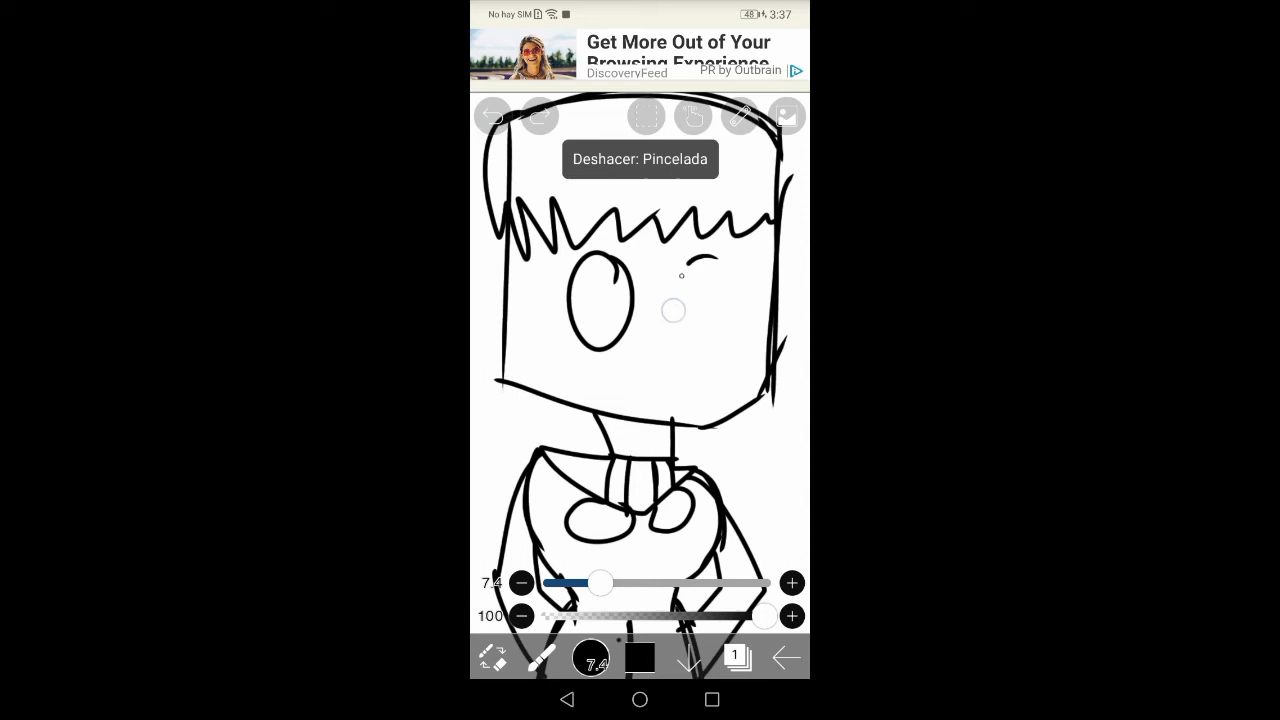 No hay SIM
48 3:37
Get More Out of Your
Browsing Experience
DiscoveryFeed
PR by Outbrain
Deshacer: Pincelada
7.4
100
7.4
1